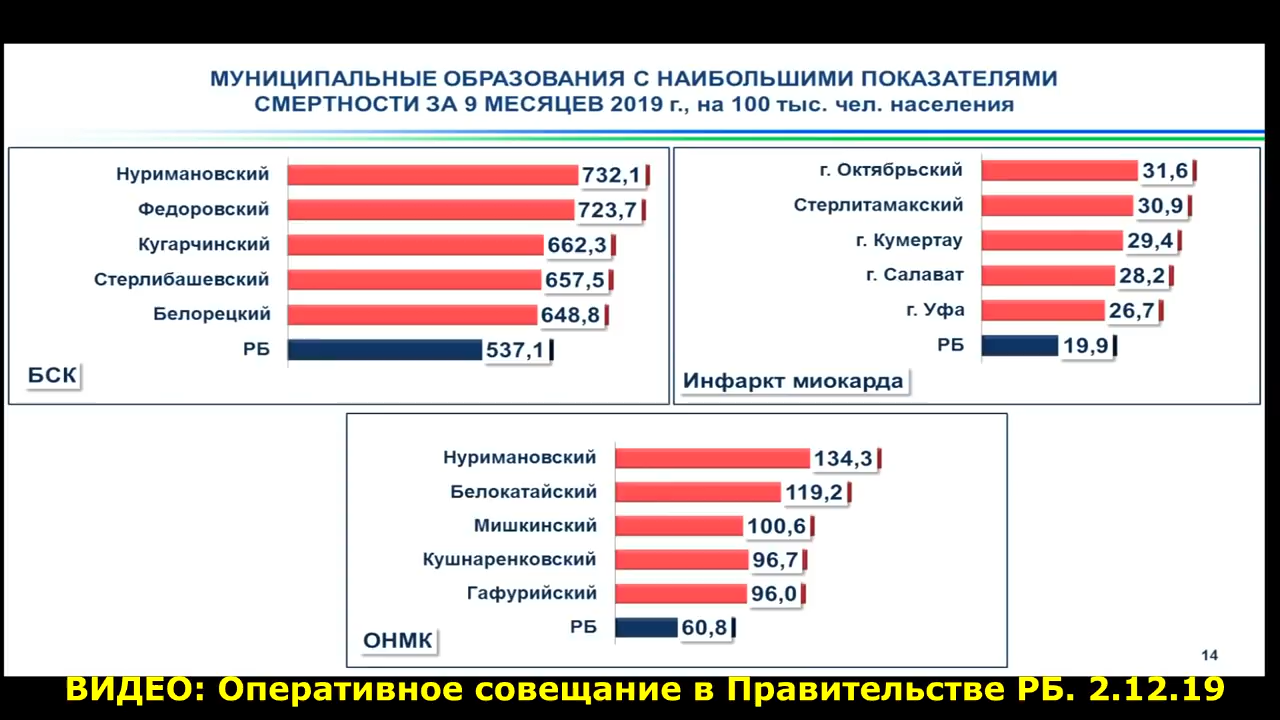 МУНИЦИПАЛЬНЫЕ ОБРАЗОВАНИЯ С НАИБОЛЬШИМИ ПОКАЗАТЕЛЯМИ
СМЕРТНОСТИ ЗА 9 МЕСЯЦЕВ 2019 г., на 100 тыс. чел. населения
Нуримановский 732,1
Федоровский 723,7
Кугарчинский 662,3
Стерлибашевский 657,5
Белорецкий 648,8
РБ 537,1
БСК
г. Октябрьский 31,6
Стерлитамакский 30,9
г. Кумертау 29,4
г. Салават 28,2
г. Уфа 26,7
РБ 19,9
Инфаркт миокарда
Нуримановский 134,3
Белокатайский 119,2
Мишкинский 100,6
Кушнаренковский 96,7
Гафурийский 96,0
РБ 60,8
ОНМК
14
ВИДЕО: Оперативное совещание в Правительстве РБ. 2.12.19